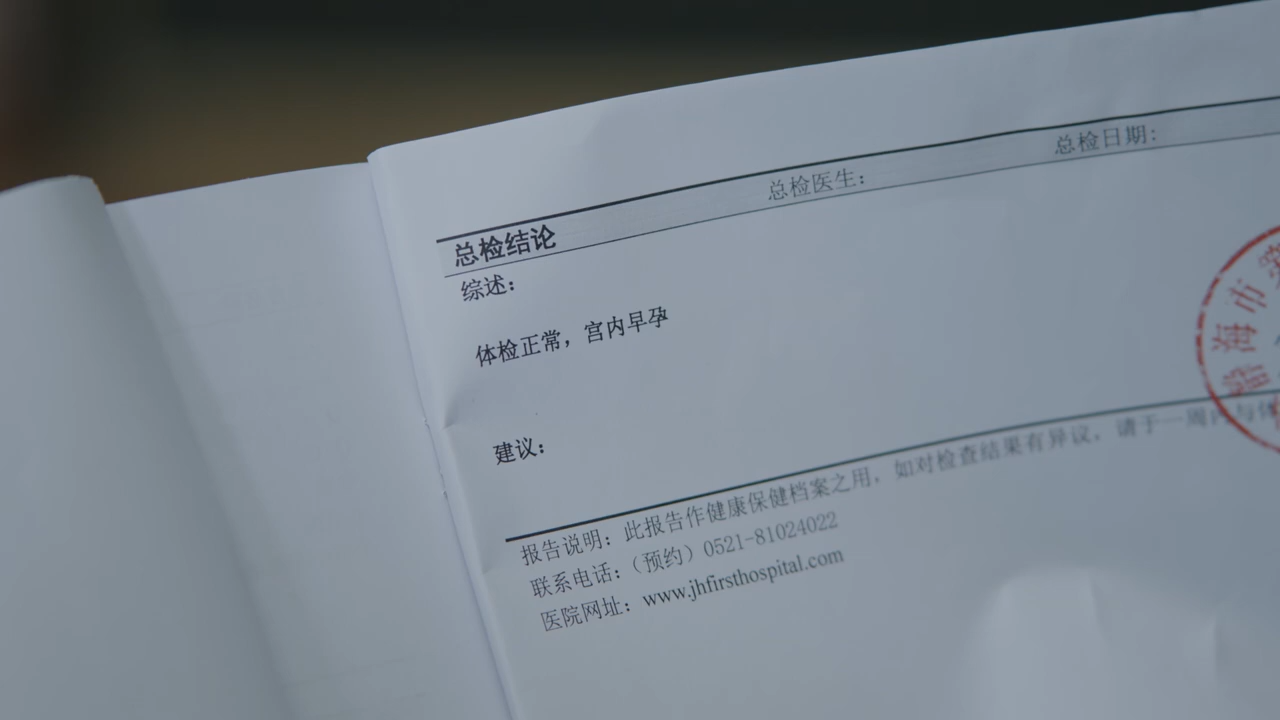 总检结论 总检医生： 总检日期：
综述：
体检正常，宫内早孕
建议：
报告说明：此报告作健康保健档案之用，如对检查结果有异议，请于一周内与体
联系电话：（预约）0521-81024022
医院网址：www.jhfirsthospital.com
海市